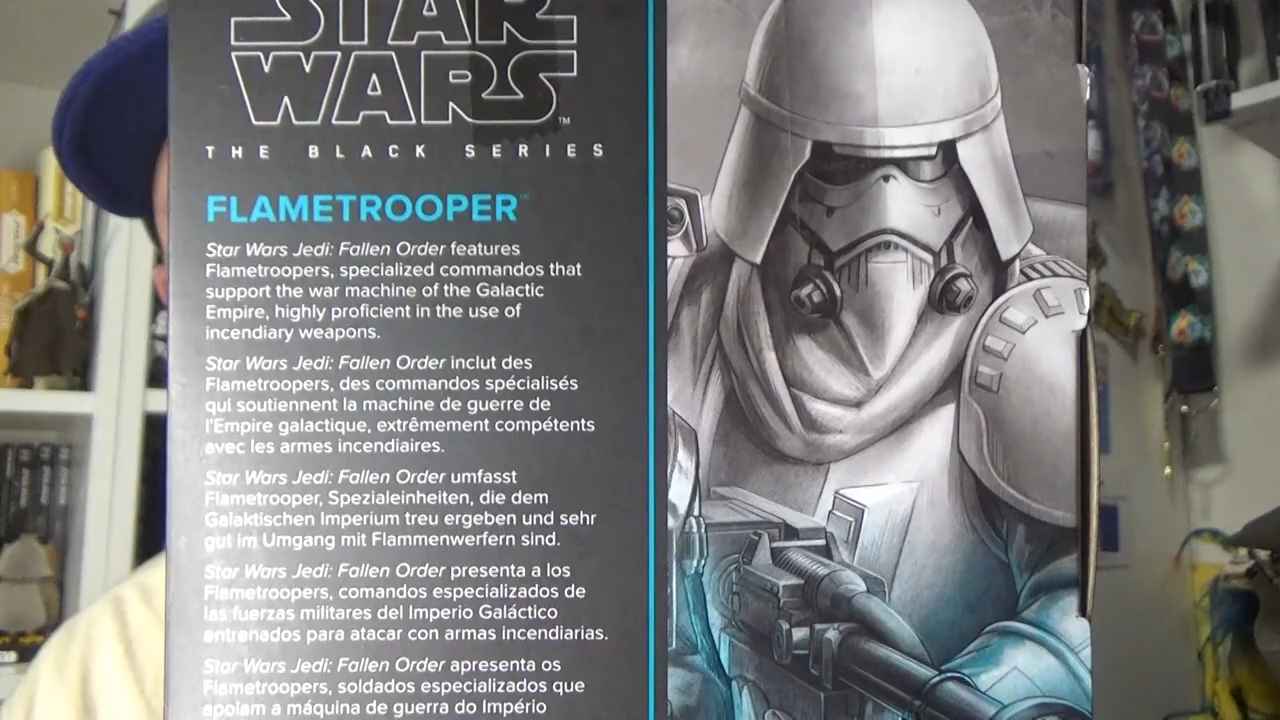 STAR
WARS™
THE BLACK SERIES
FLAMETROOPER™
Star Wars Jedi: Fallen Order features
Flametroopers, specialized commandos that
support the war machine of the Galactic
Empire, highly proficient in the use of
incendiary weapons.
Star Wars Jedi: Fallen Order inclut des
Flametroopers, des commandos spécialisés
qui soutiennent la machine de guerre de
l'Empire galactique, extrêmement compétents
avec les armes incendiaires.
Star Wars Jedi: Fallen Order umfasst
Flametrooper, Spezialeinheiten, die dem
Galaktischen Imperium treu ergeben und sehr
gut im Umgang mit Flammenwerfern sind.
Star Wars Jedi: Fallen Order presenta a los
Flametroopers, comandos especializados de
las fuerzas militares del Imperio Galáctico
entrenados para atacar con armas incendiarias.
Star Wars Jedi: Fallen Order apresenta os
Flametroopers, soldados especializados que
apoiam a máquina de guerra do Império